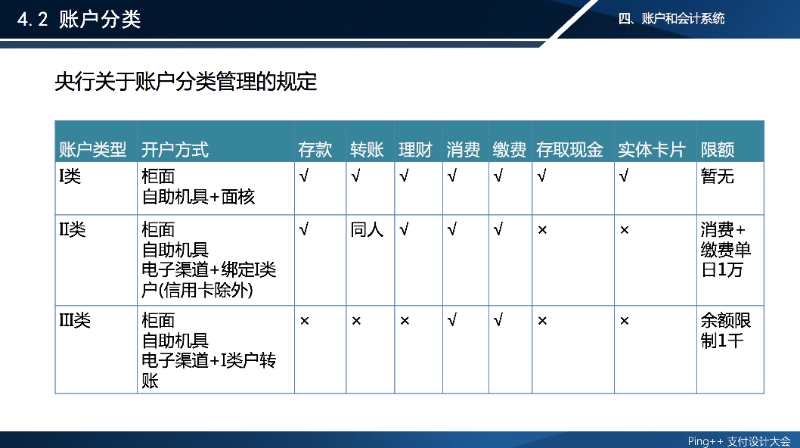 4.2 账户分类
四、账户和会计系统
央行关于账户分类管理的规定
账户类型 开户方式 存款 转账 理财 消费 缴费 存取现金 实体卡片 限额
I类 柜面 √ √ √ √ √ √ √ 暂无
自助机具+面核
II类 柜面 √ 同人 √ √ √ × × 消费+
自助机具 缴费单
电子渠道+绑定I类 日1万
户(信用卡除外)
III类 柜面 × × × √ √ × × 余额限
自助机具 制1千
电子渠道+I类户转
账
Ping++ 支付设计大会